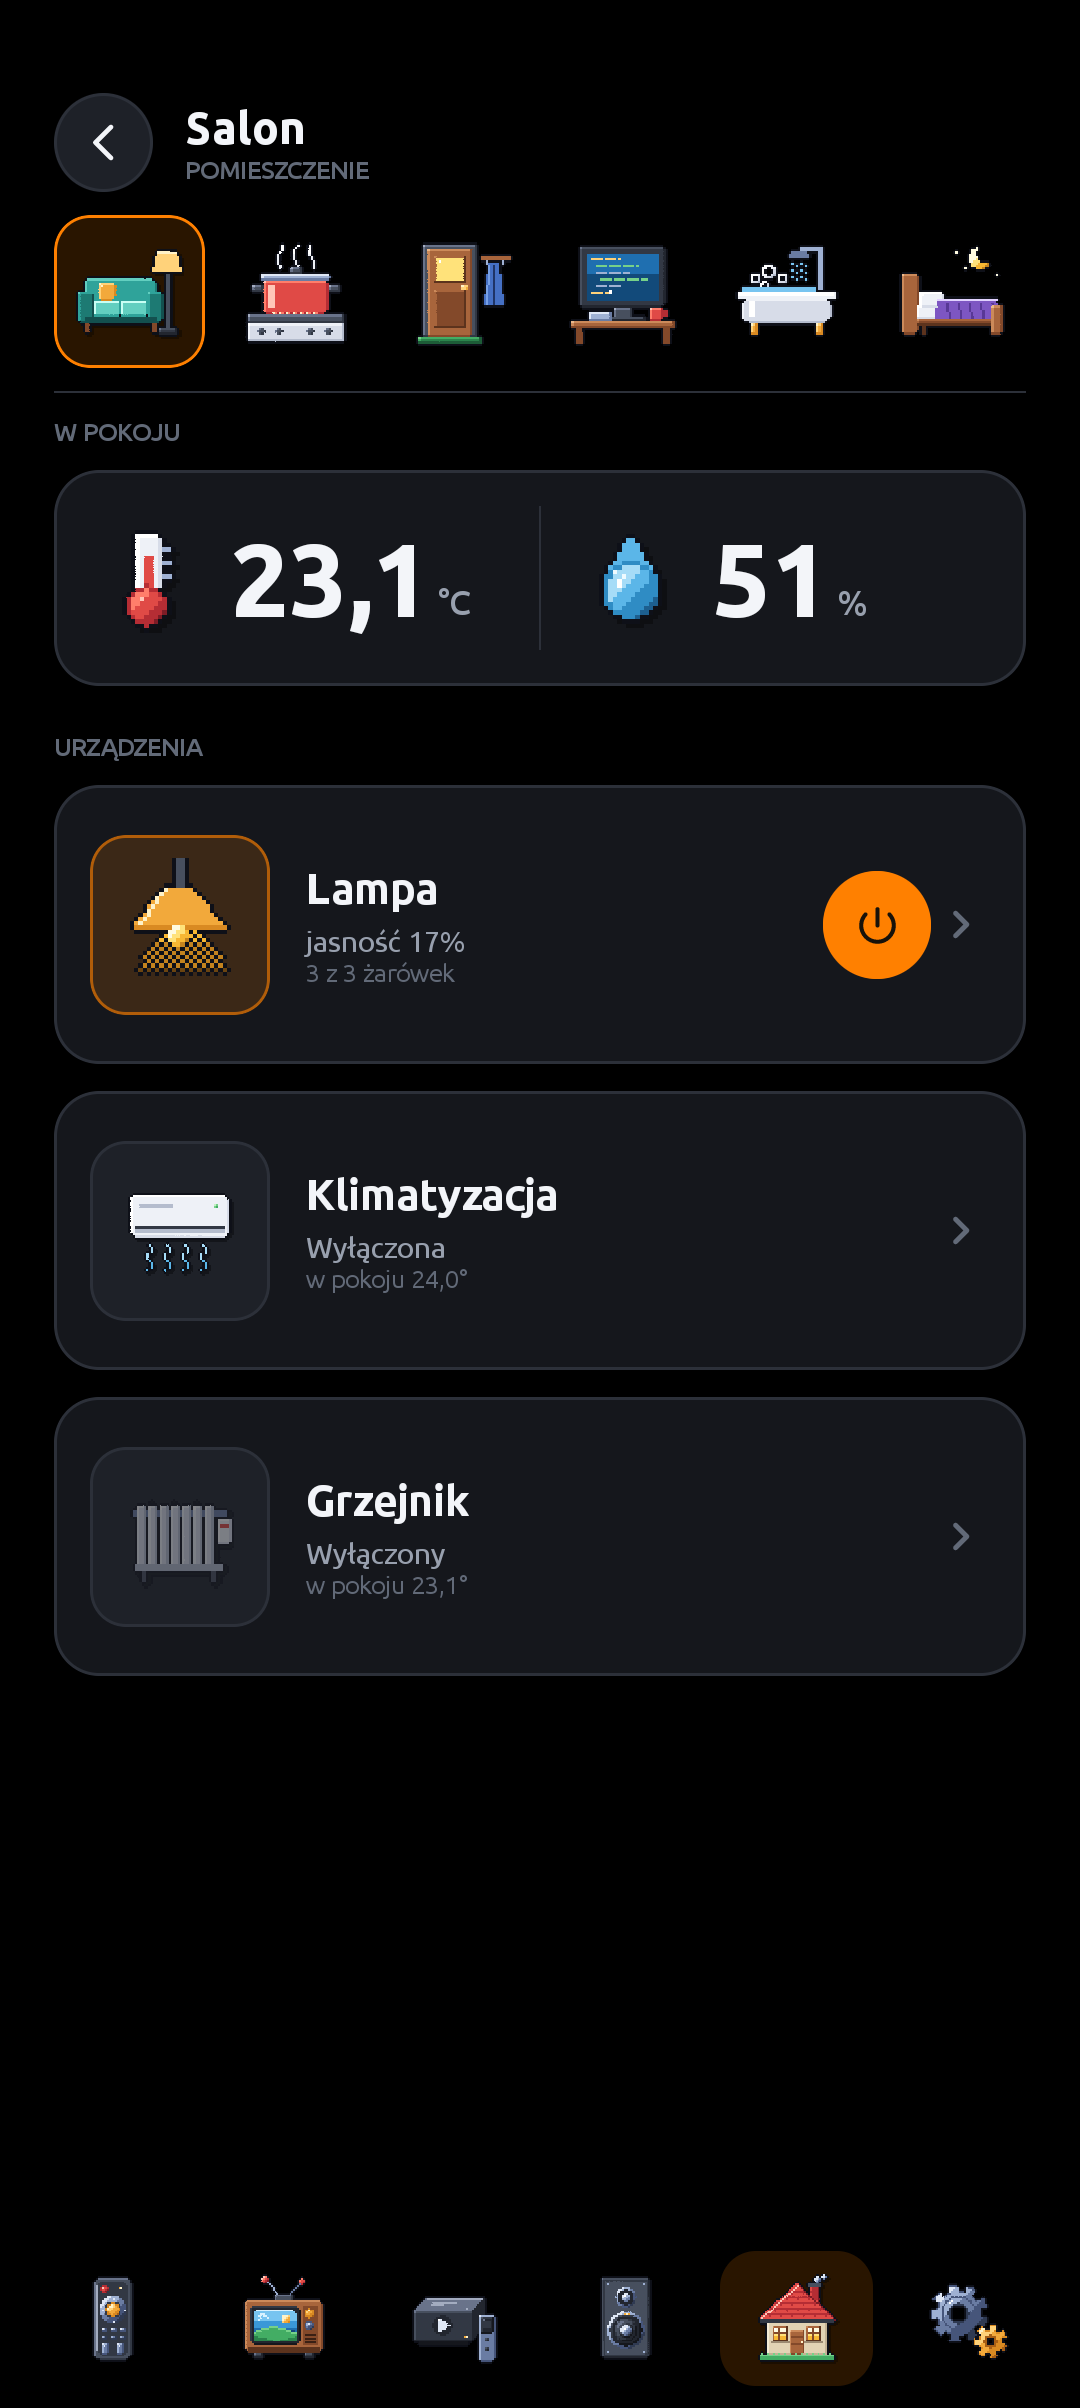 Salon
POMIESZCZENIE
W POKOJU
23,1 °C
51 %
URZĄDZENIA
Lampa
jasność 17%
3 z 3 żarówek
Klimatyzacja
Wyłączona
w pokoju 24,0°
Grzejnik
Wyłączony
w pokoju 23,1°